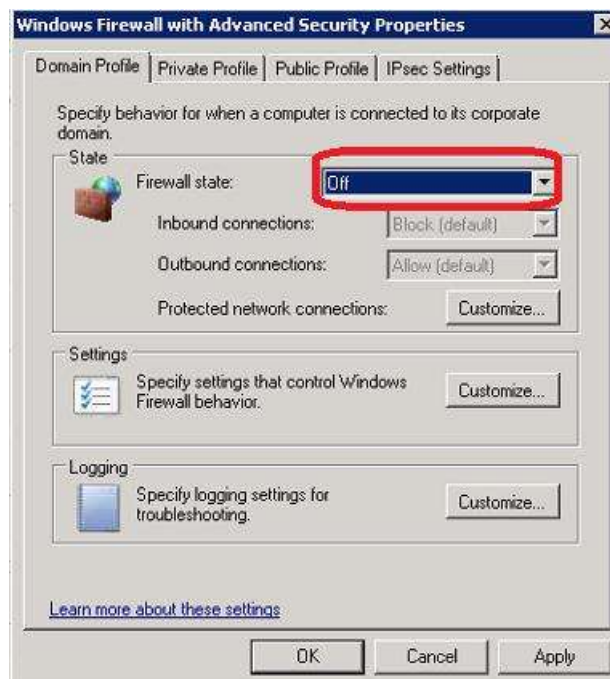 Windows Firewall with Advanced Security Properties
Domain Profile Private Profile Public Profile IPsec Settings
Specify behavior for when a computer is connected to its corporate
domain.
State
Firewall state: Off
Inbound connections: Block (default)
Outbound connections: Allow (default)
Protected network connections: Customize...
Settings
Specify settings that control Windows
Firewall behavior.
Customize...
Logging
Specify logging settings for
troubleshooting.
Customize...
Learn more about these settings
OK Cancel Apply